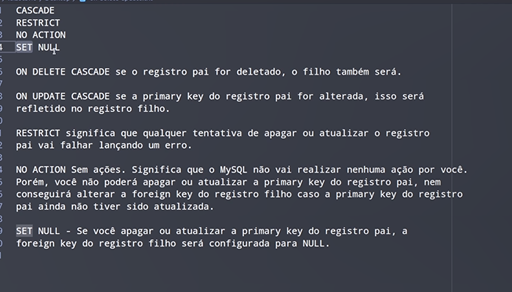 CASCADE
RESTRICT
NO ACTION
SET NULL
ON DELETE CASCADE se o registro pai for deletado, o filho também será.
ON UPDATE CASCADE se a primary key do registro pai for alterada, isso será
refletido no registro filho.
RESTRICT significa que qualquer tentativa de apagar ou atualizar o registro
pai vai falhar lançando um erro.
NO ACTION Sem ações. Significa que o MySQL não vai realizar nenhuma ação por você.
Porém, você não poderá apagar ou atualizar a primary key do registro pai, nem
conseguirá alterar a foreign key do registro filho caso a primary key do registro
pai ainda não tiver sido atualizada.
SET NULL - Se você apagar ou atualizar a primary key do registro pai, a
foreign key do registro filho será configurada para NULL.